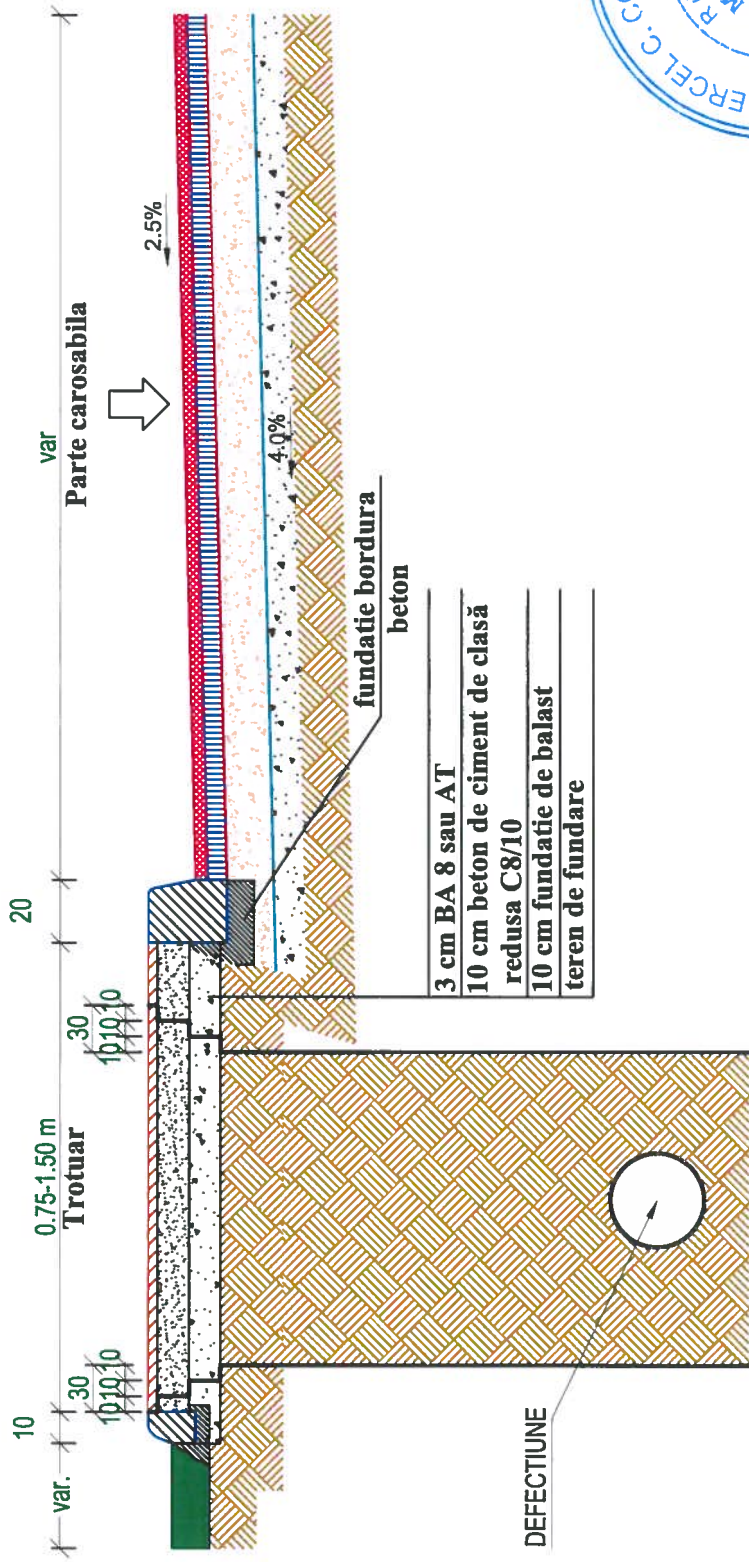 var.
10
0.75-1.50 m
20
var
Trotuar
Parte carosabila
30
10 10 10
30
10 10 10
2.5%
4.0%
fundatie bordura
beton
3 cm BA 8 sau AT
10 cm beton de ciment de clasă
redusa C8/10
10 cm fundatie de balast
teren de fundare
DEFECTIUNE
ERCEL C. CO